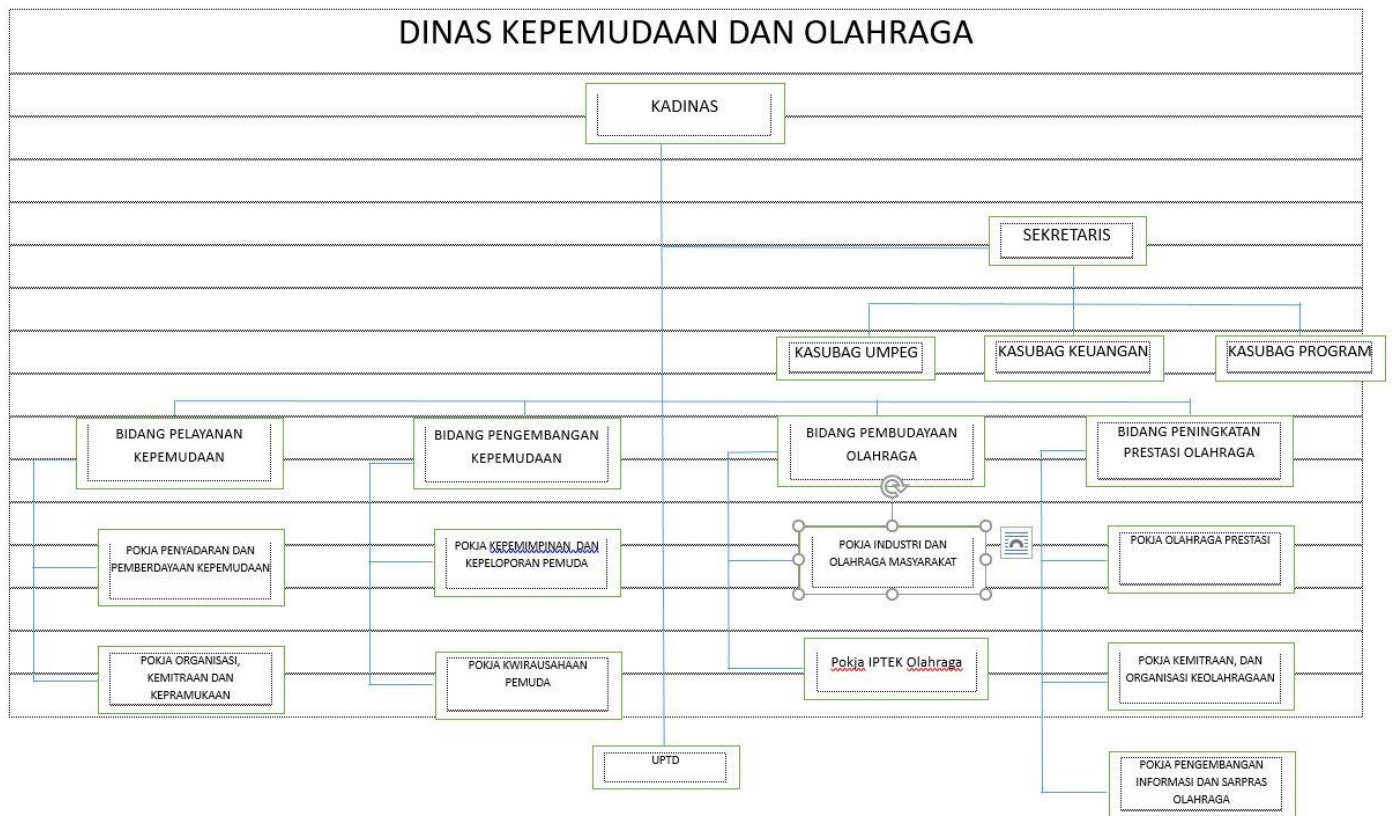 DINAS KEPEMUDAAN DAN OLAHRAGA
KADINAS
SEKRETARIS
KASUBAG UMPEG
KASUBAG KEUANGAN
KASUBAG PROGRAM
BIDANG PELAYANAN
KEPEMUDAAN
BIDANG PENGEMBANGAN
KEPEMUDAAN
BIDANG PEMBUDAYAAN
OLAHRAGA
BIDANG PENINGKATAN
PRESTASI OLAHRAGA
POKJA PENYADARAN DAN
PEMBERDAYAAN KEPEMUDAAN
POKJA KEPEMIMPINAN DAN
KEPELOPORAN PEMUDA
POKJA INDUSTRI DAN
OLAHRAGA MASYARAKAT
POKJA OLAHRAGA PRESTASI
POKJA ORGANISASI,
KEMITRAAN DAN
KEPRAMUKAAN
POKJA KWIRAUSAHAAN
PEMUDA
Pokja IPTEK Olahraga
POKJA KEMITRAAN, DAN
ORGANISASI KEOLAHRAGAAN
UPTD
POKJA PENGEMBANGAN
INFORMASI DAN SARPRAS
OLAHRAGA